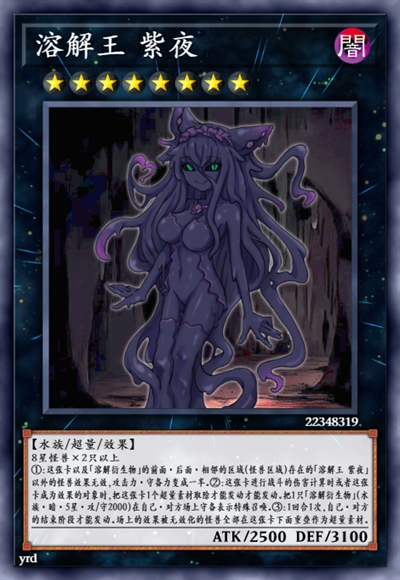 溶解王 紫夜
闇
22348319
【水族/超量/效果】
8星怪兽×2只以上
①:这张卡以及「溶解衍生物」的前面・后面・相邻的区域(怪兽区域)存在的「溶解王 紫夜」
以外的怪兽效果无效,攻击力・守备力变成一半。②:这张卡进行战斗的伤害计算时或者这张
卡成为效果的对象时,把这张卡1个超量素材取除才能发动才能发动。把1只「溶解衍生物」(水
族・暗・5星・攻/守2000)在自己・对方场上守备表示特殊召唤。③:1回合1次,自己・对方
的结束阶段才能发动。场上的效果被无效化的怪兽全部在这张卡下面重叠作为超量素材。
ATK/2500 DEF/3100
yrd